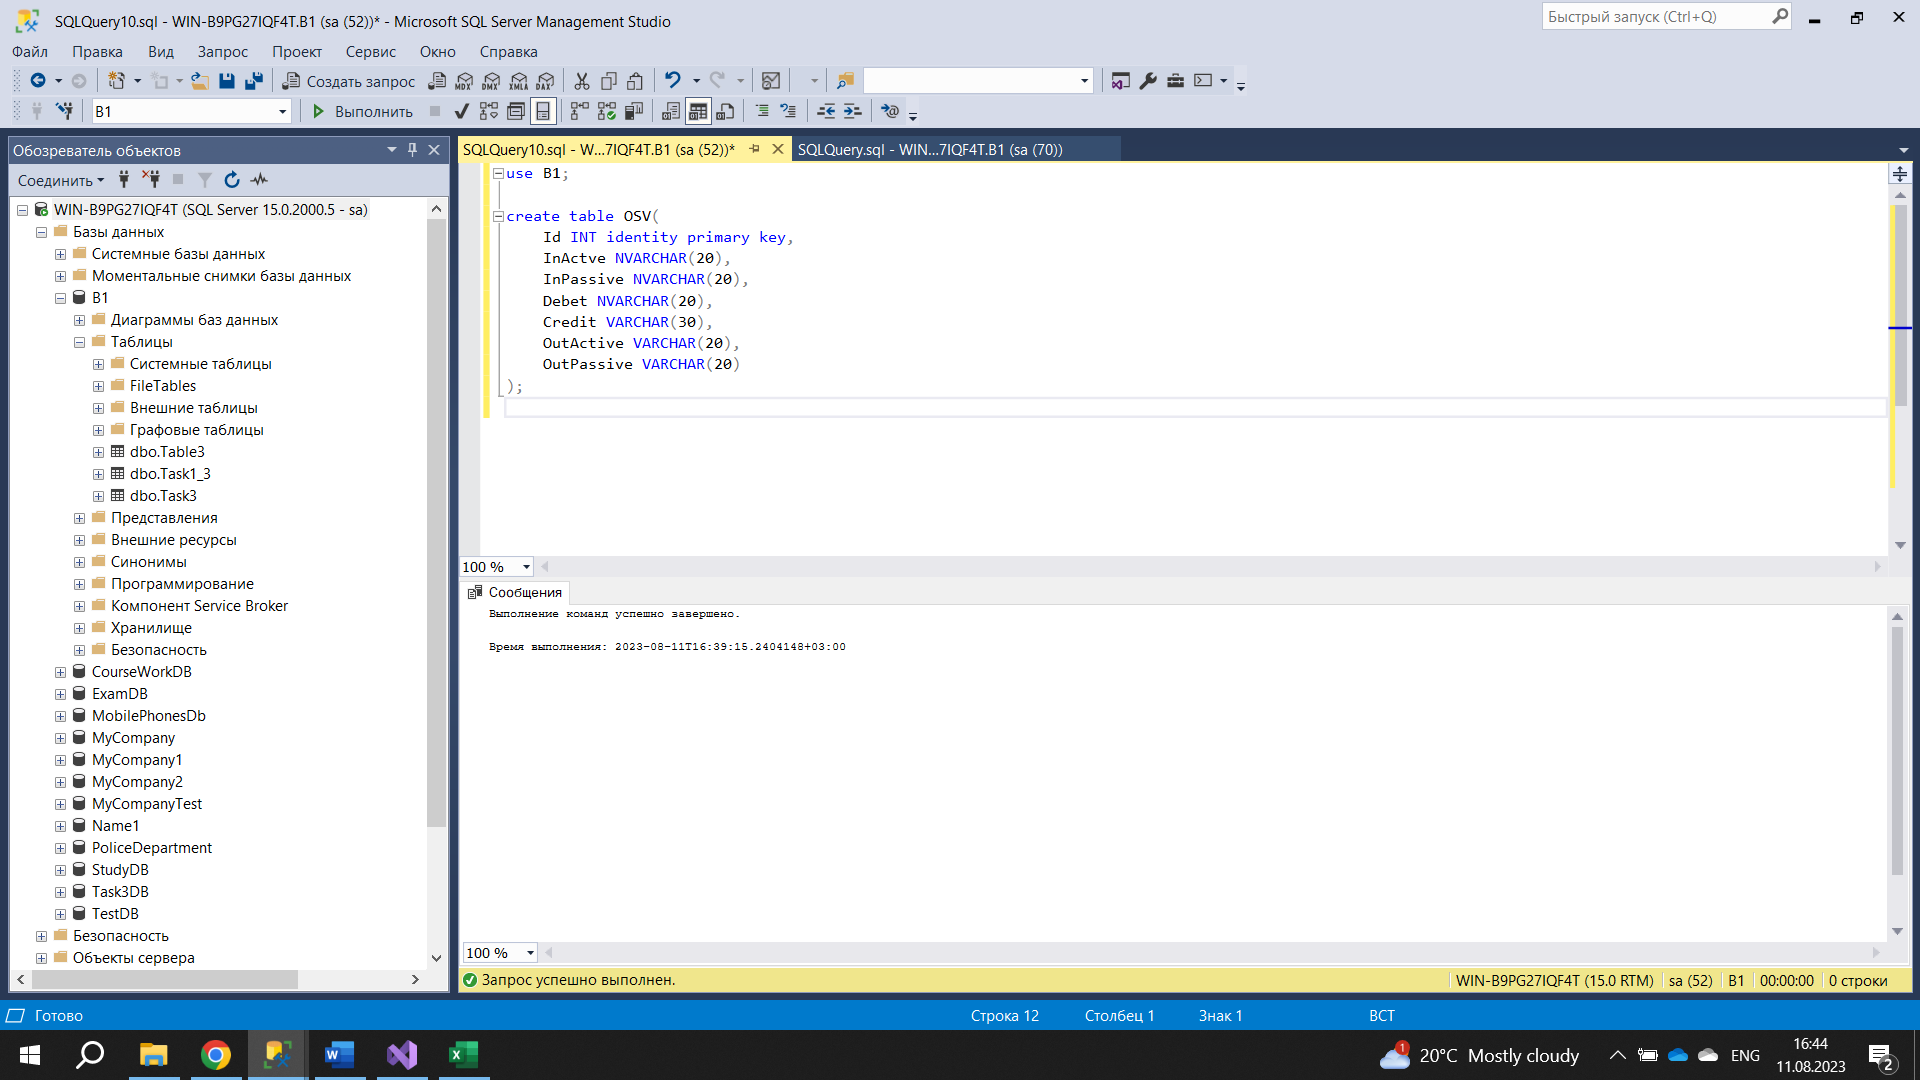 SQLQuery10.sql - WIN-B9PG27IQF4T.B1 (sa (52))* - Microsoft SQL Server Management Studio
Быстрый запуск (Ctrl+Q)
Файл Правка Вид Запрос Проект Сервис Окно Справка
Создать запрос MDX DMX XMLA DAX
B1 Выполнить
Обозреватель объектов
SQLQuery10.sql - W...7IQF4T.B1 (sa (52))*
SQLQuery.sql - WIN...7IQF4T.B1 (sa (70))
Соединить
WIN-B9PG27IQF4T (SQL Server 15.0.2000.5 - sa)
Базы данных
Системные базы данных
Моментальные снимки базы данных
B1
Диаграммы баз данных
Таблицы
Системные таблицы
FileTables
Внешние таблицы
Графовые таблицы
dbo.Table3
dbo.Task1_3
dbo.Task3
Представления
Внешние ресурсы
Синонимы
Программирование
Компонент Service Broker
Хранилище
Безопасность
CourseWorkDB
ExamDB
MobilePhonesDb
MyCompany
MyCompany1
MyCompany2
MyCompanyTest
Name1
PoliceDepartment
StudyDB
Task3DB
TestDB
Безопасность
Объекты сервера
use B1;
create table OSV(
Id INT identity primary key,
InActve NVARCHAR(20),
InPassive NVARCHAR(20),
Debet NVARCHAR(20),
Credit VARCHAR(30),
OutActive VARCHAR(20),
OutPassive VARCHAR(20)
);
100 %
Сообщения
Выполнение команд успешно завершено.
Время выполнения: 2023-08-11T16:39:15.2404148+03:00
100 %
Запрос успешно выполнен.
WIN-B9PG27IQF4T (15.0 RTM) sa (52) B1 00:00:00 0 строки
Готово
Строка 12 Столбец 1 Знак 1 ВСТ
1
20°C Mostly cloudy
ENG
16:44
11.08.2023
2